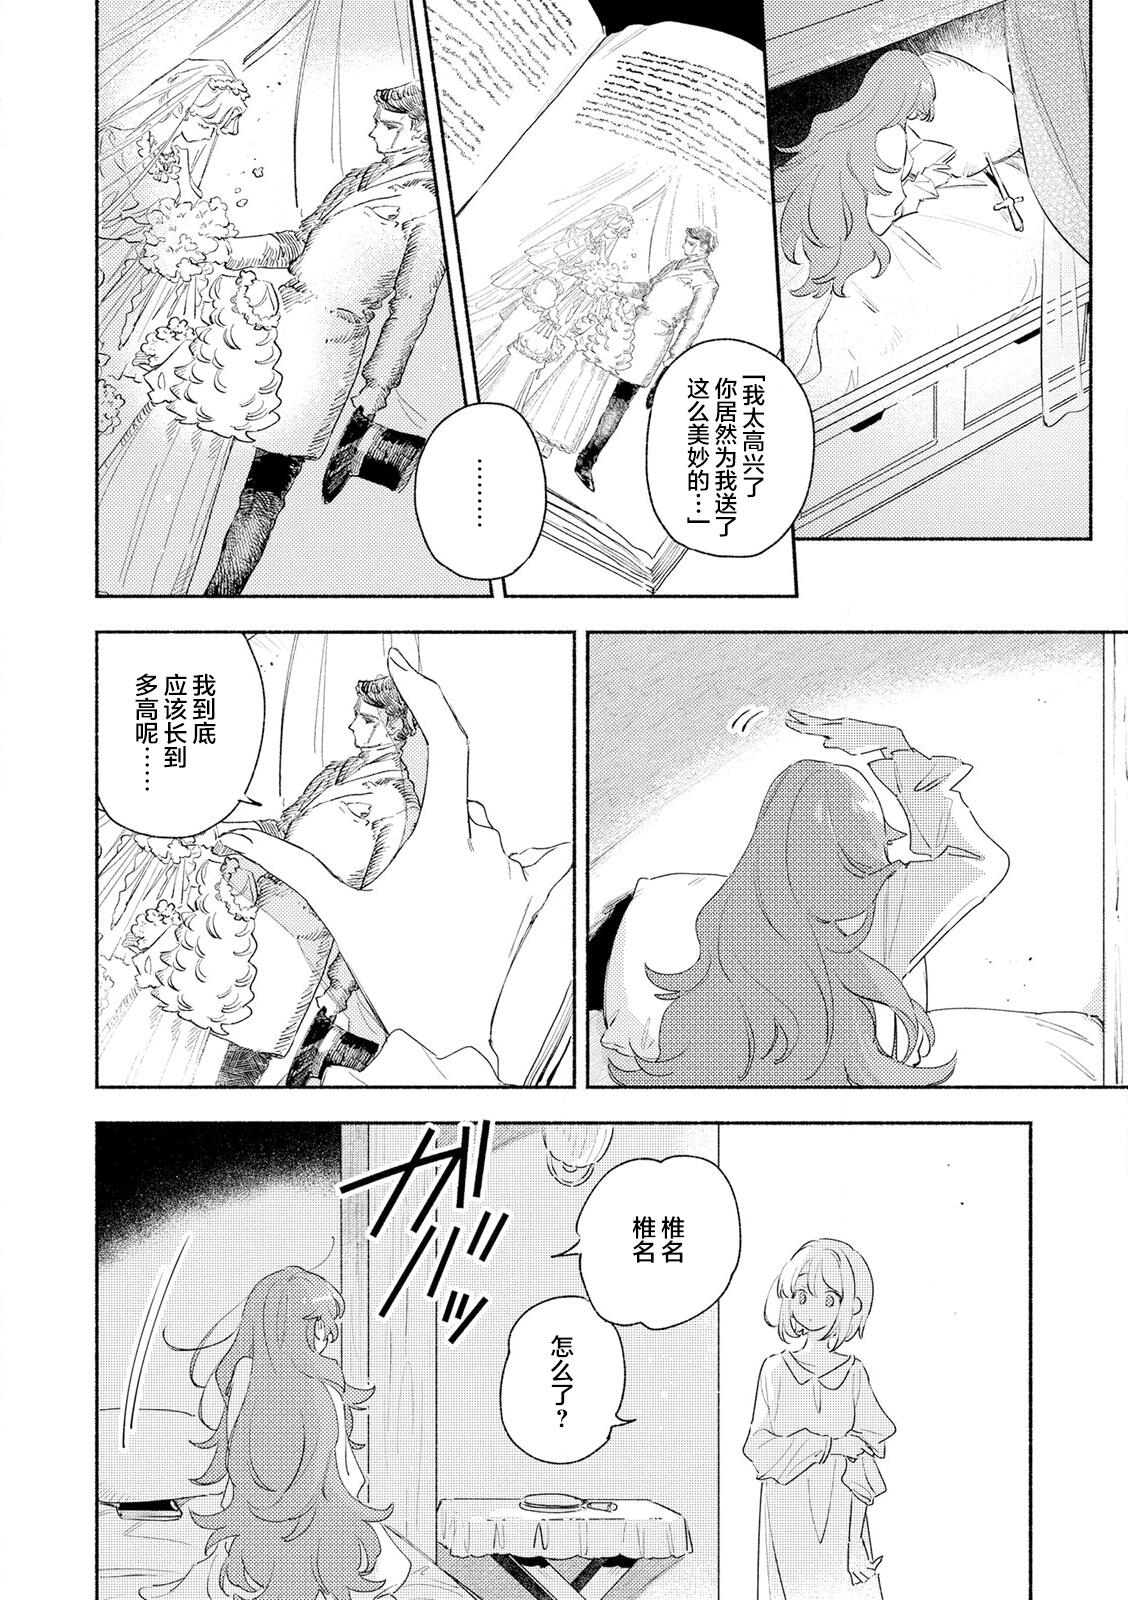 「我太高兴了
你居然为我送了
这么美妙的…」
………
我到底
应该长到
多高呢……
椎名
椎名
怎么了？
ガバッ